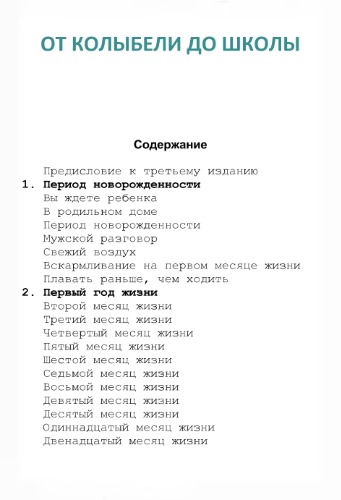 ОТ КОЛЫБЕЛИ ДО ШКОЛЫ
Содержание
Предисловие к третьему изданию
1. Период новорожденности
Вы ждете ребенка
В родильном доме
Период новорожденности
Мужской разговор
Свежий воздух
Вскармливание на первом месяце жизни
Плавать раньше, чем ходить
2. Первый год жизни
Второй месяц жизни
Третий месяц жизни
Четвертый месяц жизни
Пятый месяц жизни
Шестой месяц жизни
Седьмой месяц жизни
Восьмой месяц жизни
Девятый месяц жизни
Десятый месяц жизни
Одиннадцатый месяц жизни
Двенадцатый месяц жизни